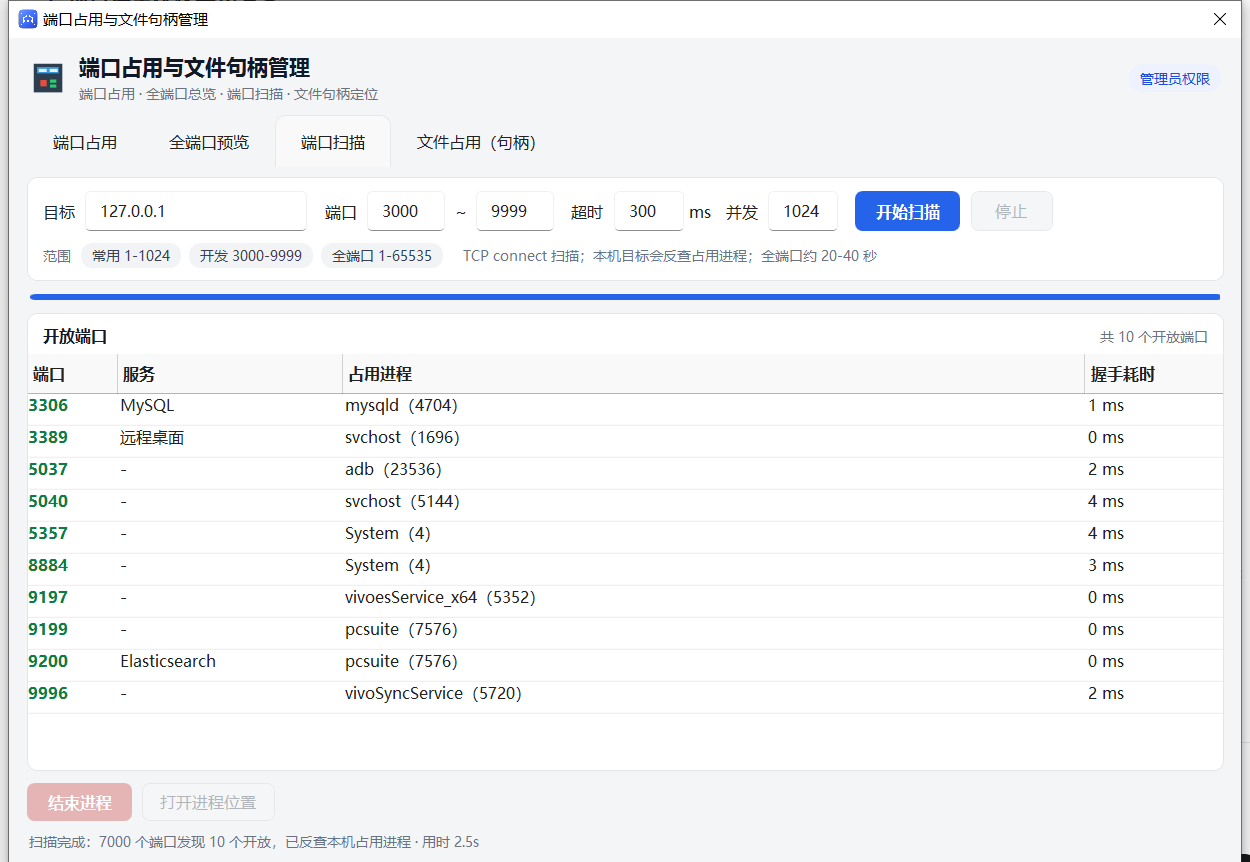 端口占用与文件句柄管理
端口占用与文件句柄管理
端口占用 · 全端口总览 · 端口扫描 · 文件句柄定位
管理员权限
端口占用 全端口预览 端口扫描 文件占用（句柄）
目标 127.0.0.1 端口 3000 ~ 9999 超时 300 ms 并发 1024 开始扫描 停止
范围 常用 1-1024 开发 3000-9999 全端口 1-65535 TCP connect 扫描；本机目标会反查占用进程；全端口约 20-40 秒
开放端口 共 10 个开放端口
端口 服务 占用进程 握手耗时
3306 MySQL mysqld（4704） 1 ms
3389 远程桌面 svchost（1696） 0 ms
5037 - adb（23536） 2 ms
5040 - svchost（5144） 4 ms
5357 - System（4） 4 ms
8884 - System（4） 3 ms
9197 - vivoesService_x64（5352） 0 ms
9199 - pcsuite（7576） 0 ms
9200 Elasticsearch pcsuite（7576） 0 ms
9996 - vivoSyncService（5720） 2 ms
结束进程 打开进程位置
扫描完成：7000 个端口发现 10 个开放，已反查本机占用进程 · 用时 2.5s